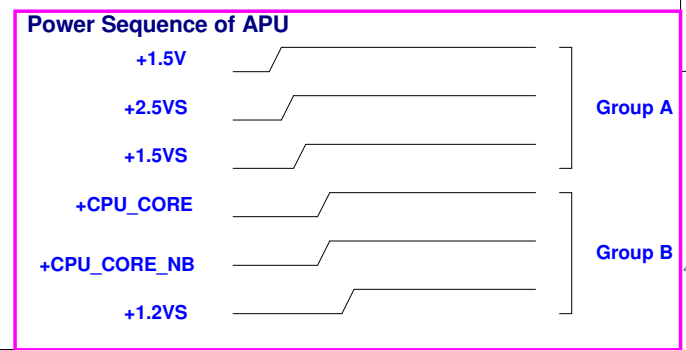 Power Sequence of APU
+1.5V
+2.5VS
Group A
+1.5VS
+CPU_CORE
+CPU_CORE_NB
Group B
+1.2VS